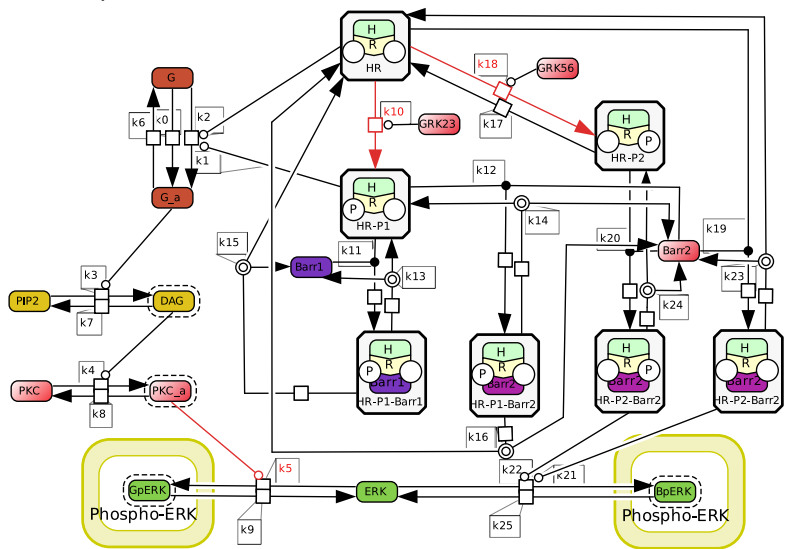 H
R
HR
k18
GRK56
G
k6
k0
k2
k10
GRK23
k17
H
R
P
HR-P2
k1
k12
H
R
P
HR-P1
G_a
k14
k15
k11
k20
k19
Barr2
Barr1
k3
k13
k23
k24
PIP2
DAG
k7
H
R
P
Barr1
HR-P1-Barr1
H
R
P
Barr2
HR-P1-Barr2
H
R
P
Barr2
HR-P2-Barr2
H
R
Barr2
HR-P2-Barr2
k4
PKC
PKC_a
k8
k16
k5
k22
k21
GpERK
ERK
BpERK
Phospho-ERK
Phospho-ERK
k9
k25